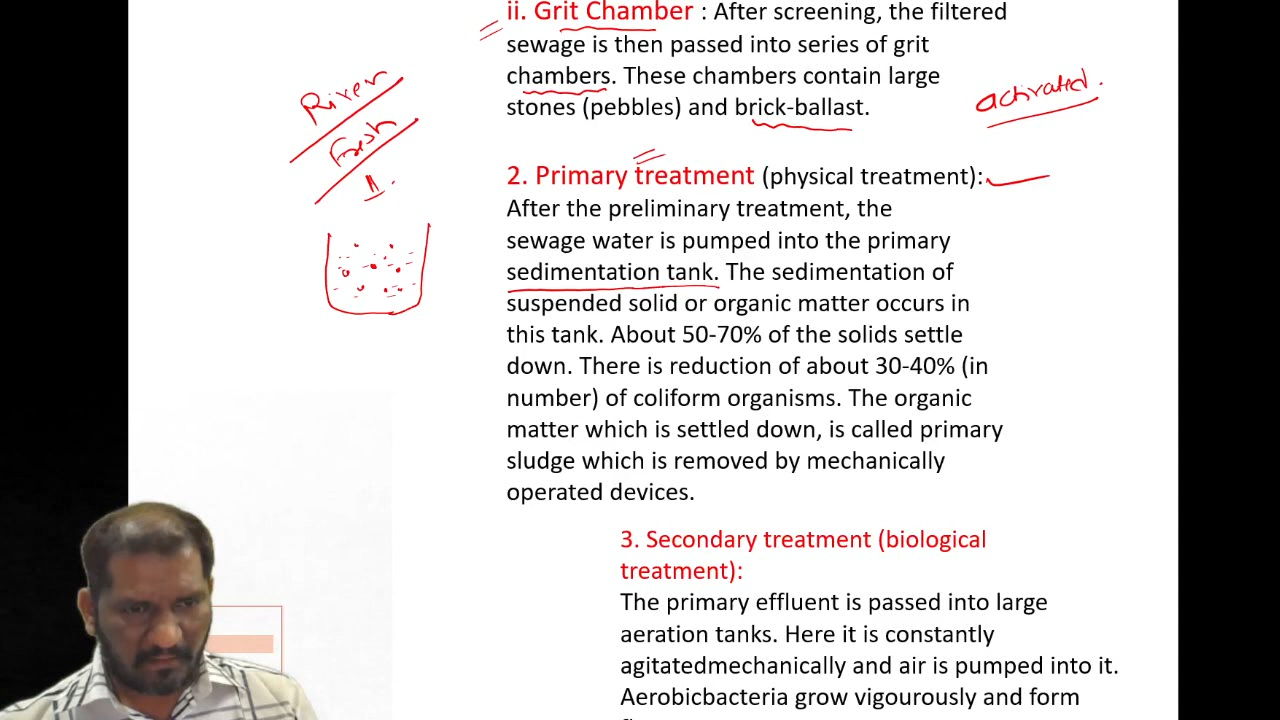 ii. Grit Chamber : After screening, the filtered
sewage is then passed into series of grit
chambers. These chambers contain large
stones (pebbles) and brick-ballast.
activated.
River
Fresh
2. Primary treatment (physical treatment):
After the preliminary treatment, the
sewage water is pumped into the primary
sedimentation tank. The sedimentation of
suspended solid or organic matter occurs in
this tank. About 50-70% of the solids settle
down. There is reduction of about 30-40% (in
number) of coliform organisms. The organic
matter which is settled down, is called primary
sludge which is removed by mechanically
operated devices.
3. Secondary treatment (biological
treatment):
The primary effluent is passed into large
aeration tanks. Here it is constantly
agitatedmechanically and air is pumped into it.
Aerobicbacteria grow vigourously and form